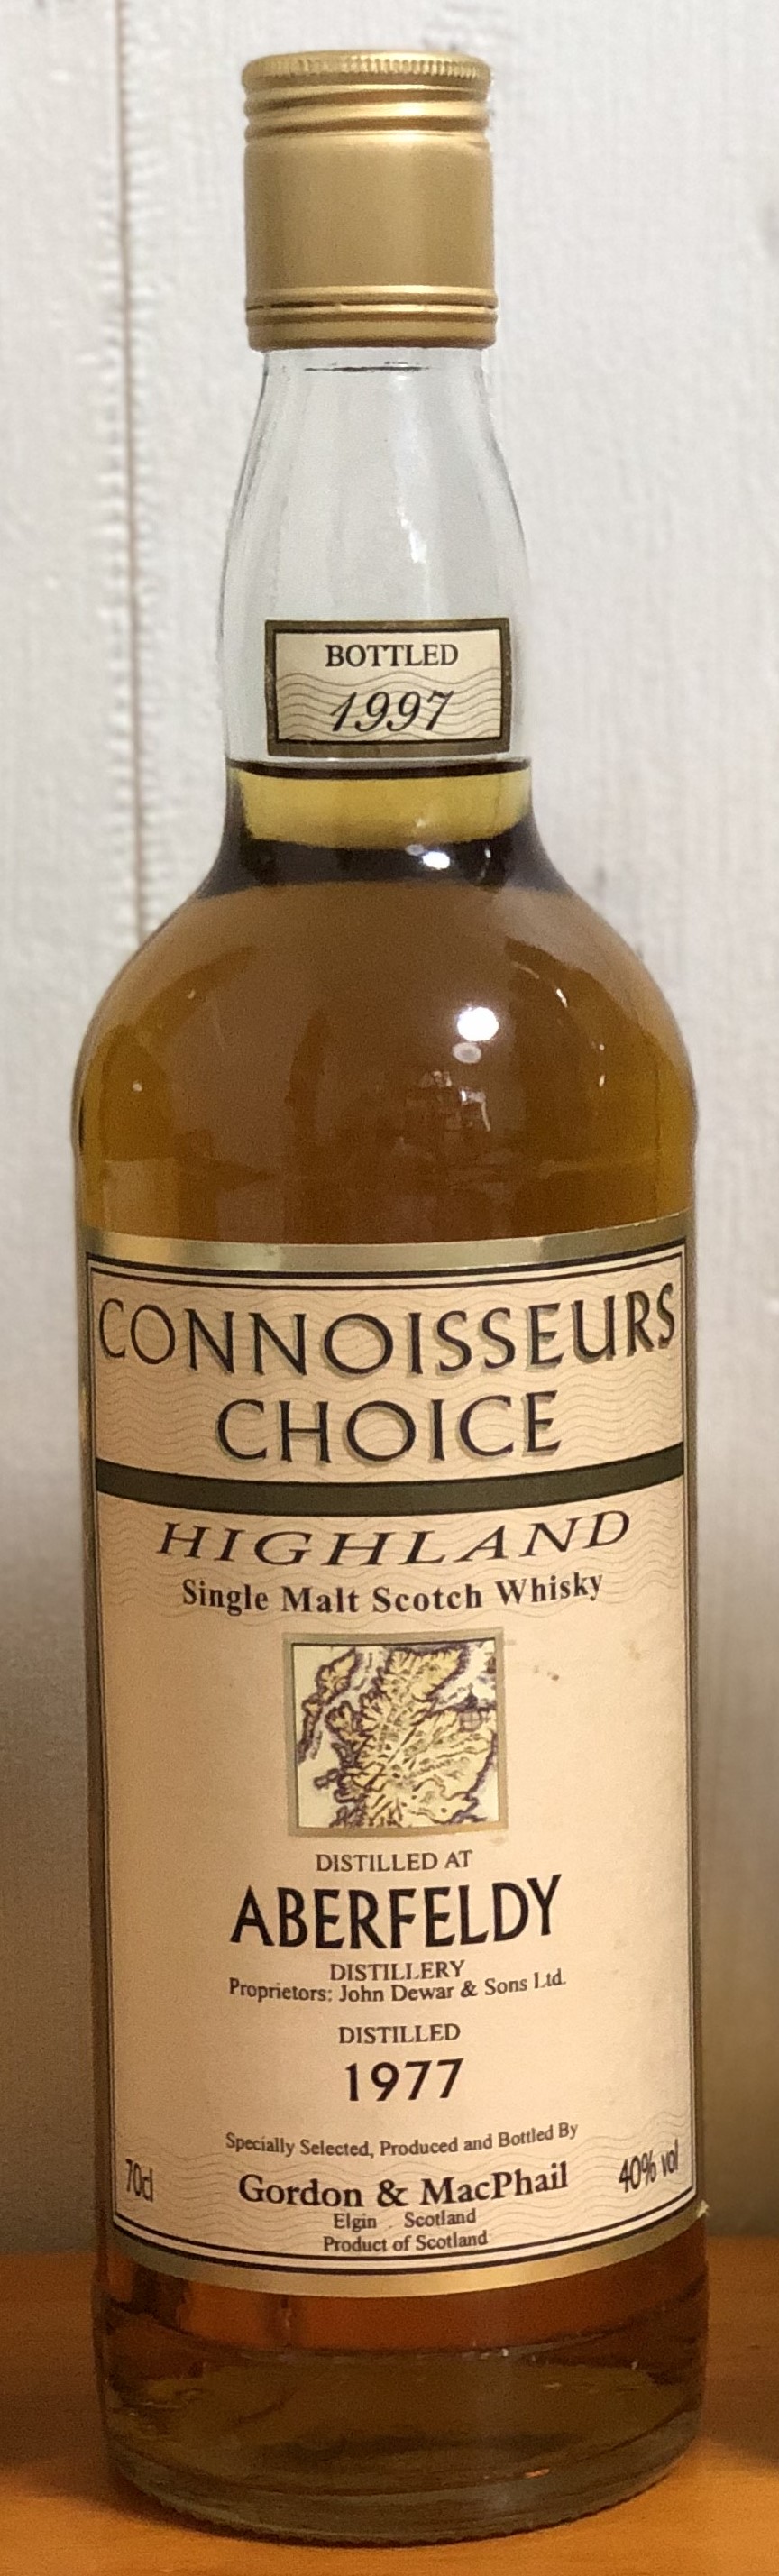 BOTTLED
1997
CONNOISSEURS
CHOICE
HIGHLAND
Single Malt Scotch Whisky
DISTILLED AT
ABERFELDY
DISTILLERY
Proprietors: John Dewar & Sons Ltd.
DISTILLED
1977
Specially Selected, Produced and Bottled By
70cl Gordon & MacPhail 40% vol
Elgin . Scotland
Product of Scotland